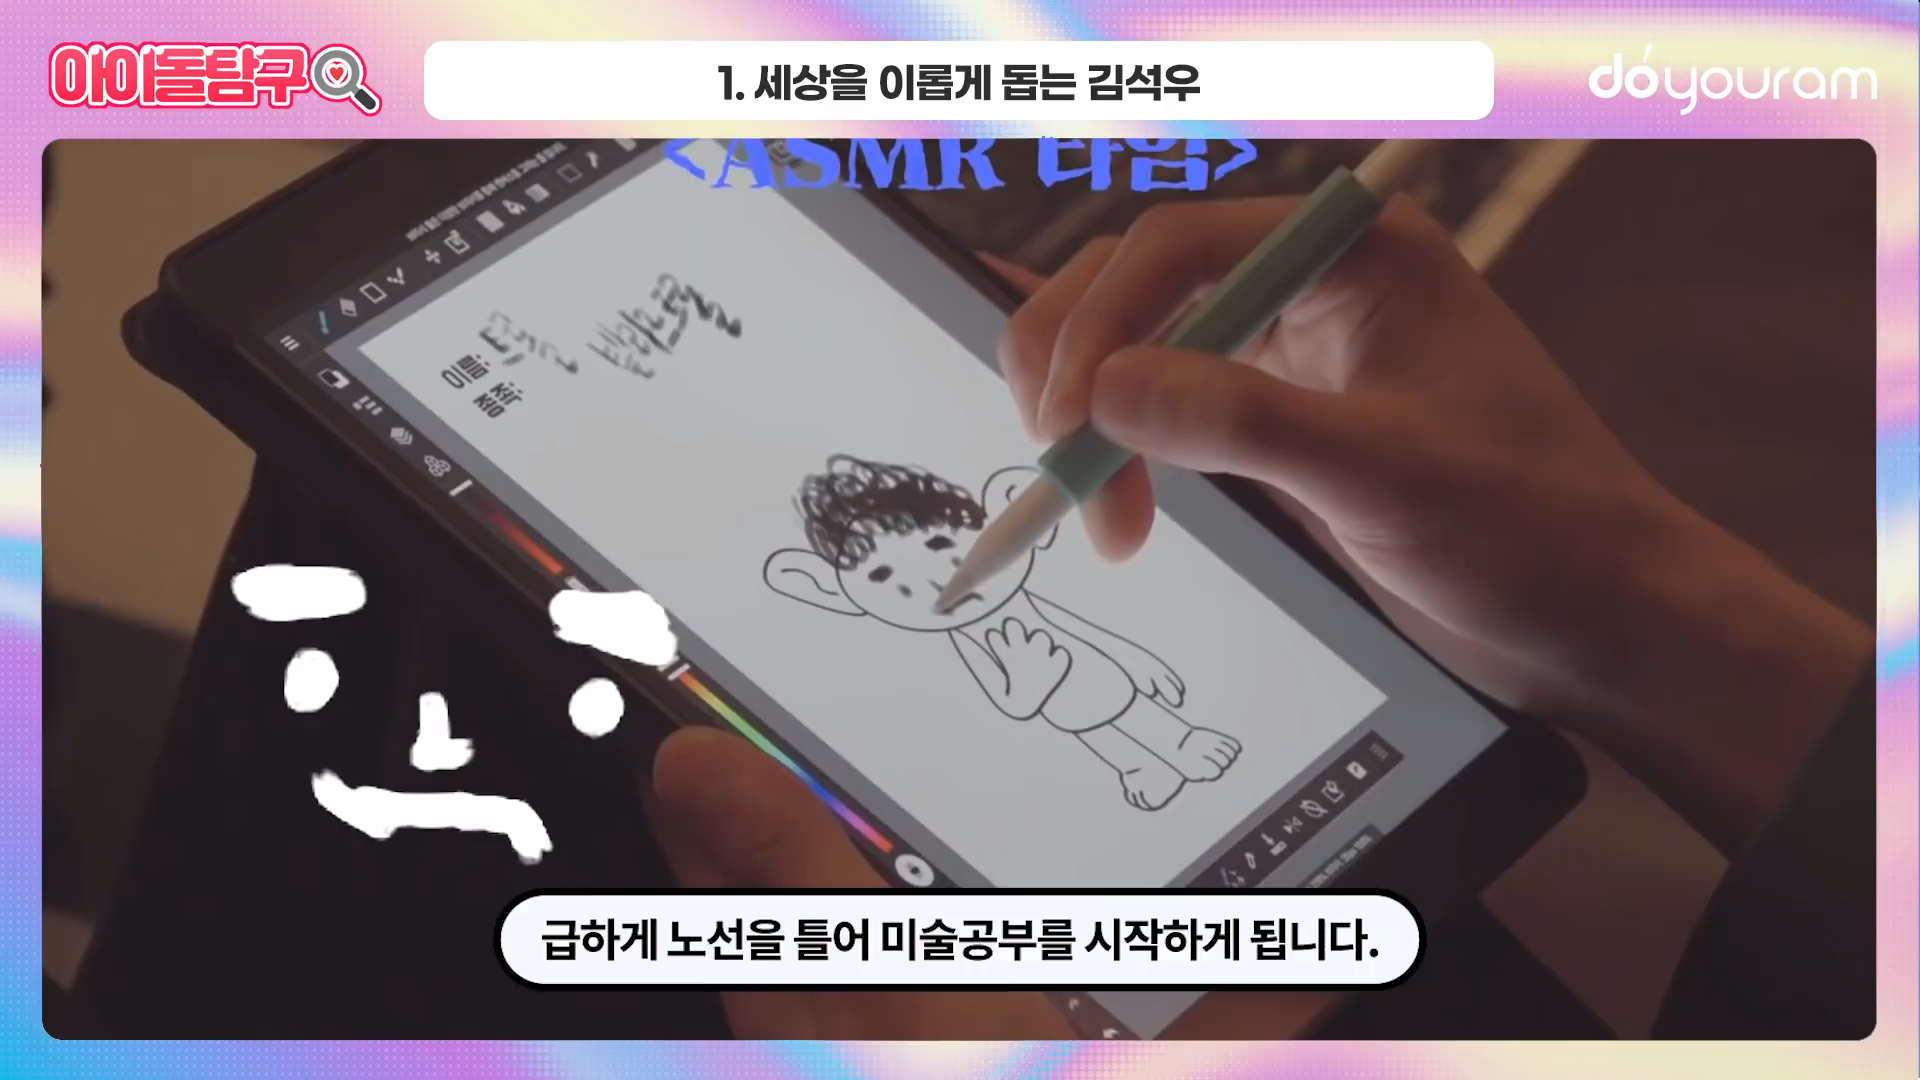 아이돌탐구
1. 세상을 이롭게 돕는 김석우
doyouram
<ASMR 타임>
이름:
종족:
급하게 노선을 틀어 미술공부를 시작하게 됩니다.